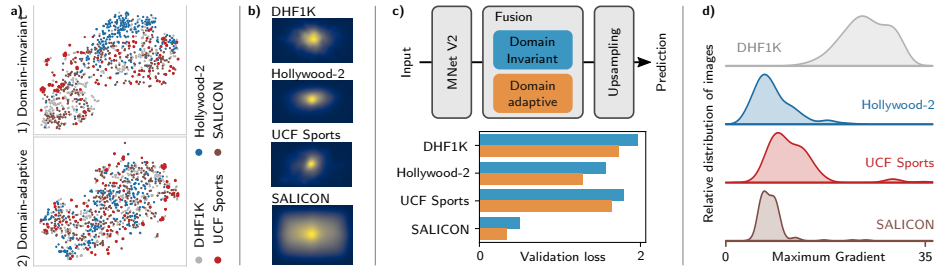 a)
1) Domain-invariant
2) Domain-adaptive
Hollywood-2
SALICON
DHF1K
UCF Sports
b)
DHF1K
Hollywood-2
UCF Sports
SALICON
c)
Input
MNet V2
Fusion
Domain
Invariant
Domain
adaptive
Upsampling
Prediction
DHF1K
Hollywood-2
UCF Sports
SALICON
0
2
Validation loss
d)
Relative distribution of images
DHF1K
Hollywood-2
UCF Sports
SALICON
0
35
Maximum Gradient